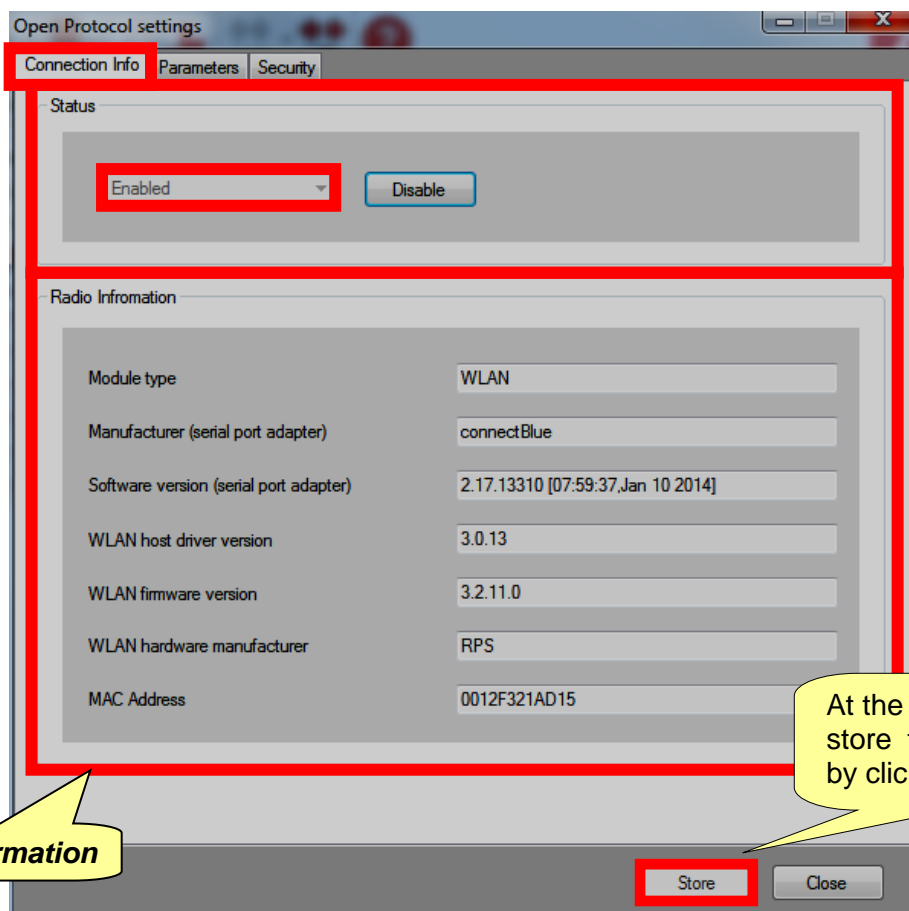 Open Protocol settings
Connection Info Parameters Security
Status
Enabled Disable
Radio Infromation
Module type WLAN
Manufacturer (serial port adapter) connectBlue
Software version (serial port adapter) 2.17.13310 [07:59:37,Jan 10 2014]
WLAN host driver version 3.0.13
WLAN firmware version 3.2.11.0
WLAN hardware manufacturer RPS
MAC Address 0012F321AD15
At the
store
by clic
rmation
Store Close